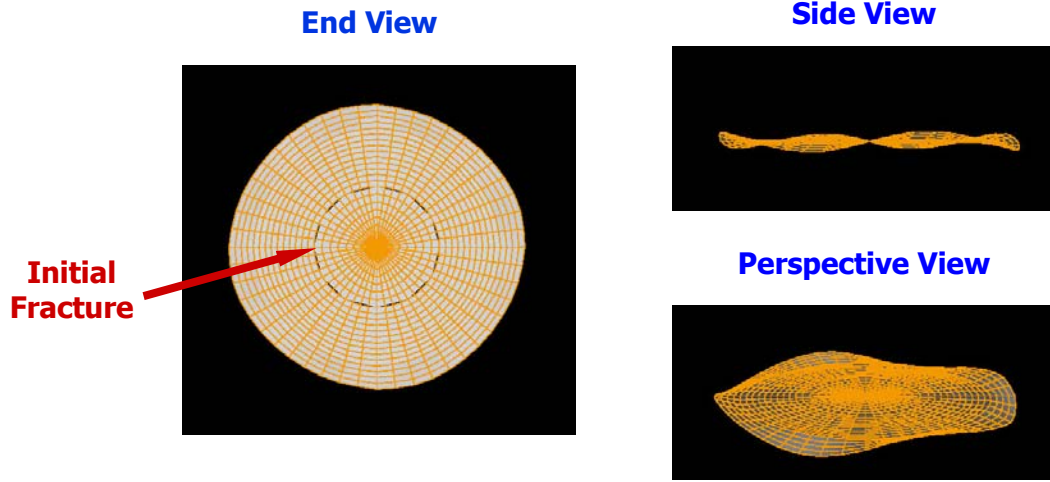 End View
Side View
Initial
Fracture
Perspective View